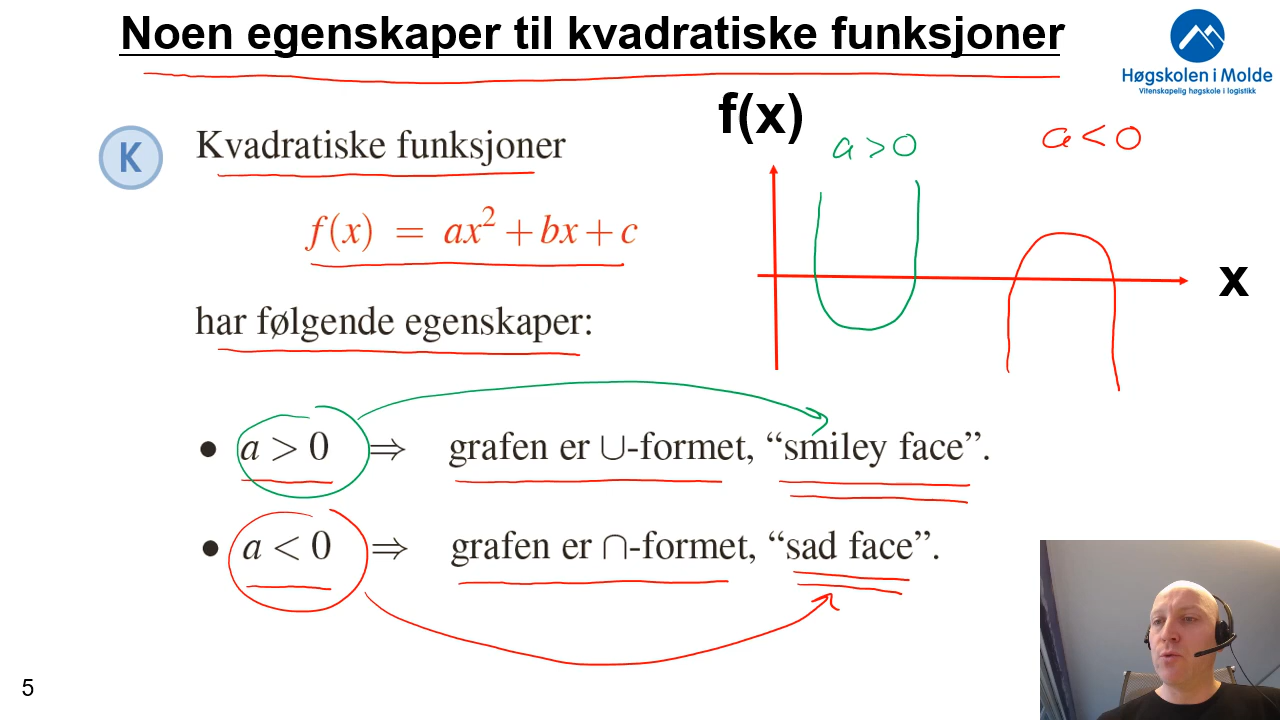 Noen egenskaper til kvadratiske funksjoner
Høgskolen i Molde
Vitenskapelig høgskole i logistikk
K
Kvadratiske funksjoner
f(x) = ax² + bx + c
har følgende egenskaper:
f(x)
a > 0
a < 0
x
• a > 0 ⇒ grafen er ∪-formet, “smiley face”.
• a < 0 ⇒ grafen er ∩-formet, “sad face”.
5